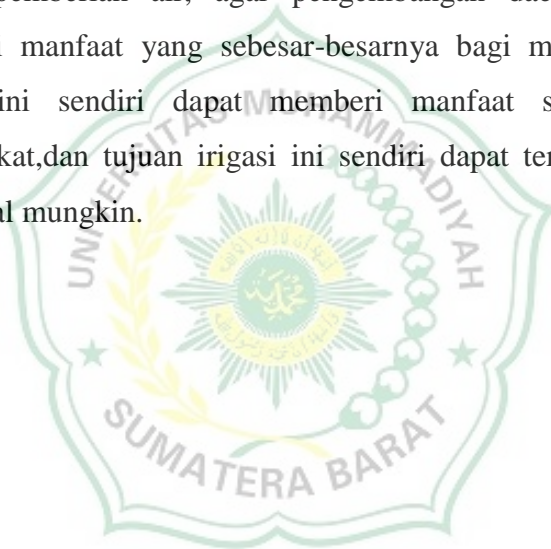 pemberian air, agar pengembangan
manfaat yang sebesar-besarnya bagi
ini sendiri dapat memberi manfaat
kat,dan tujuan irigasi ini sendiri dapat
al mungkin.
UNIVERSITAS MUHAMMADIYAH
SUMATERA BARAT